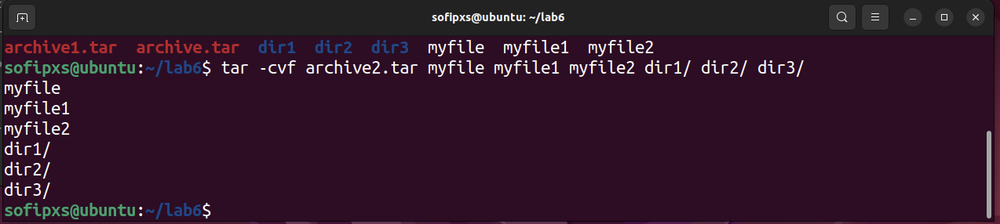 sofipxs@ubuntu: ~/lab6
archive1.tar archive.tar dir1 dir2 dir3 myfile myfile1 myfile2
sofipxs@ubuntu:~/lab6$ tar -cvf archive2.tar myfile myfile1 myfile2 dir1/ dir2/ dir3/
myfile
myfile1
myfile2
dir1/
dir2/
dir3/
sofipxs@ubuntu:~/lab6$